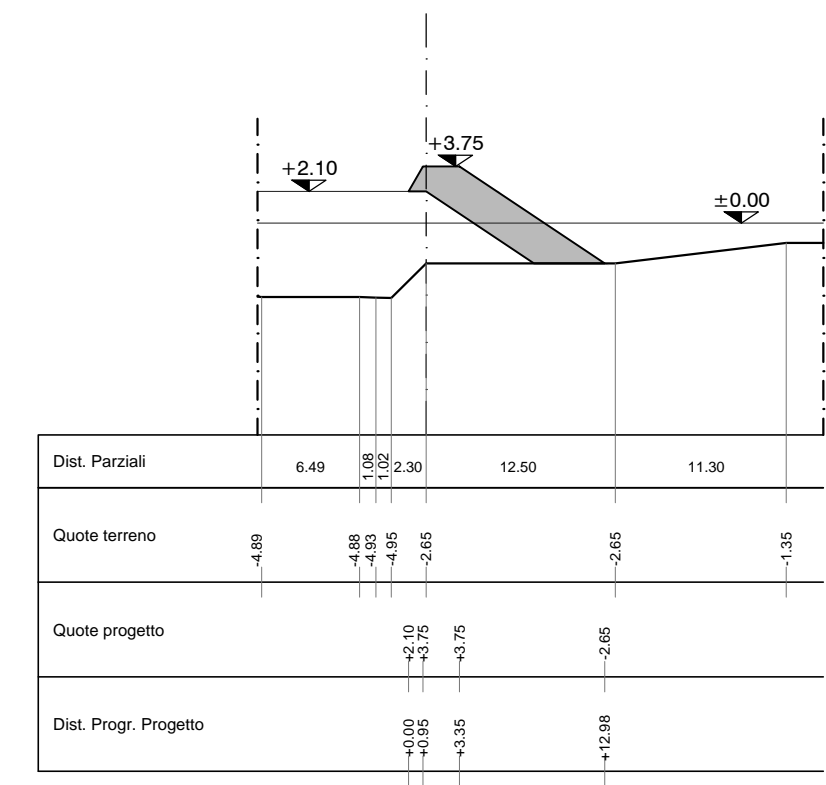 +3.75
+2.10
±0.00
Dist. Parziali 6.49 1.08 1.02 2.30 12.50 11.30
Quote terreno -4.89 -4.88 -4.93 -4.95 -2.65 -2.65 -1.35
Quote progetto +2.10 +3.75 +3.75 -2.65
Dist. Progr. Progetto +0.00 +0.95 +3.35 +12.98